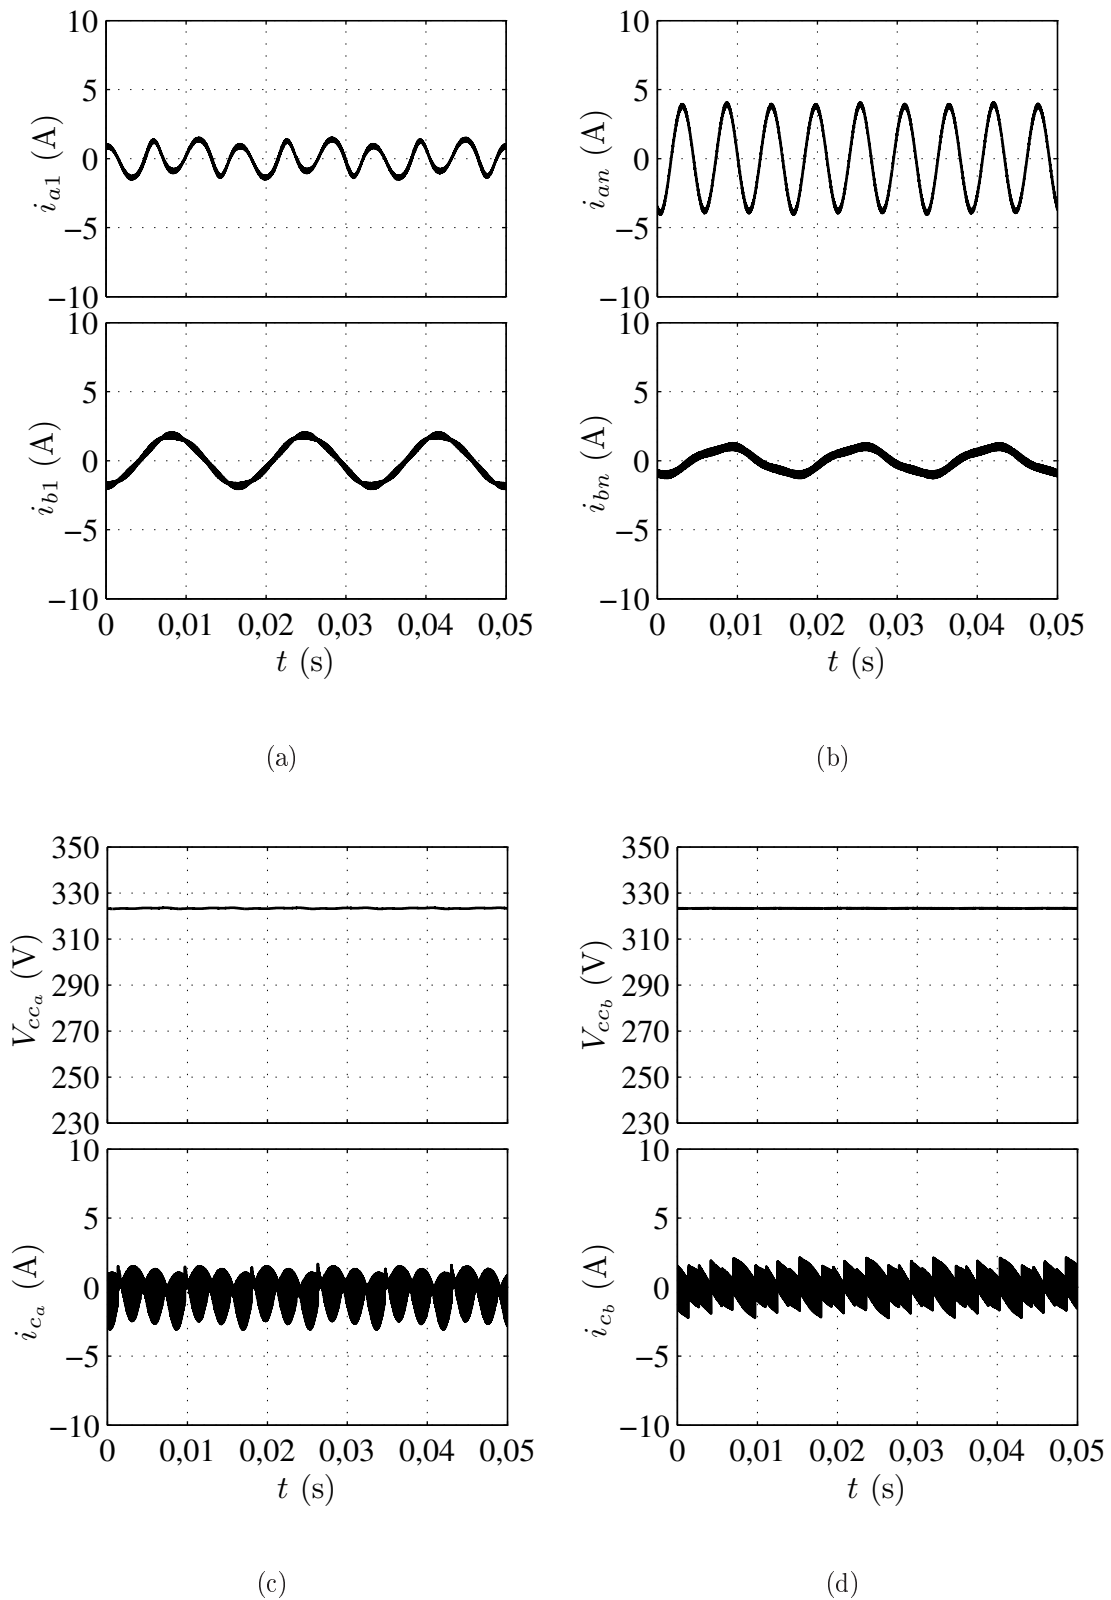 10
5
0
−5
−10
i_{a1} (A)
10
5
0
−5
−10
i_{b1} (A)
0 0,01 0,02 0,03 0,04 0,05
t (s)
(a)
10
5
0
−5
−10
i_{an} (A)
10
5
0
−5
−10
i_{bn} (A)
0 0,01 0,02 0,03 0,04 0,05
t (s)
(b)
350
330
310
290
270
250
230
V_{cc_a} (V)
10
5
0
−5
−10
i_{c_a} (A)
0 0,01 0,02 0,03 0,04 0,05
t (s)
(c)
350
330
310
290
270
250
230
V_{cc_b} (V)
10
5
0
−5
−10
i_{c_b} (A)
0 0,01 0,02 0,03 0,04 0,05
t (s)
(d)